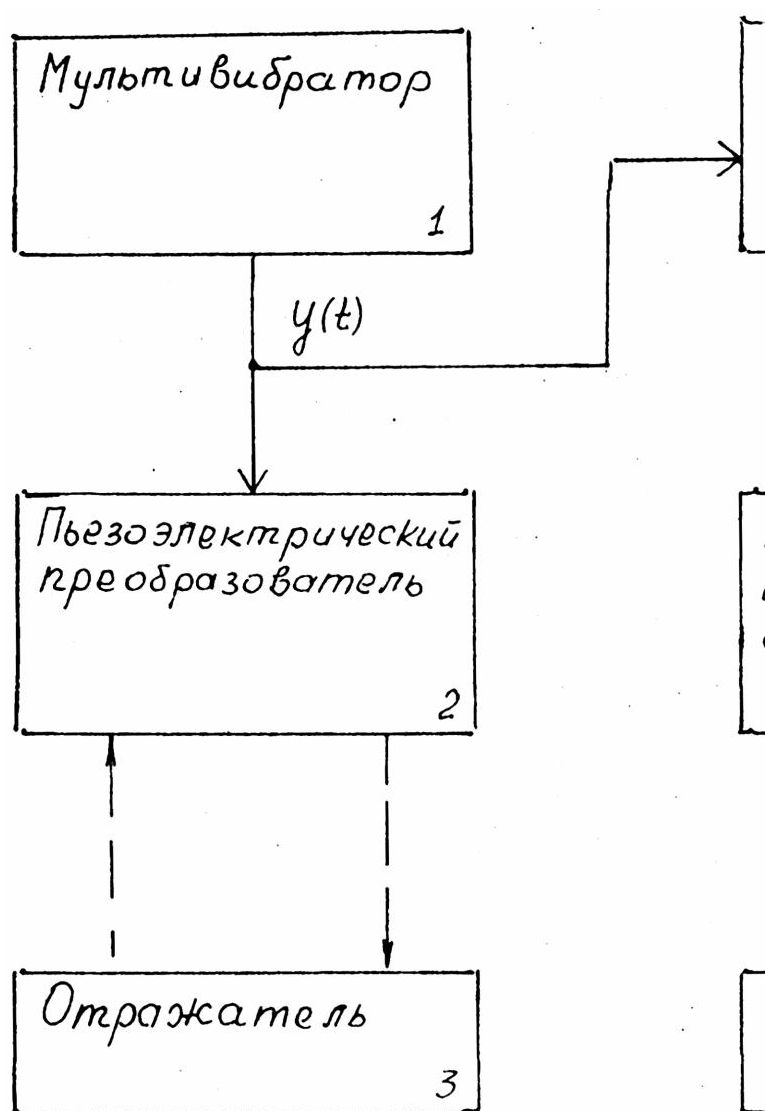 Мультивибратор
1
y(t)
Пьезоэлектрический
преобразователь
2
Отражатель
3